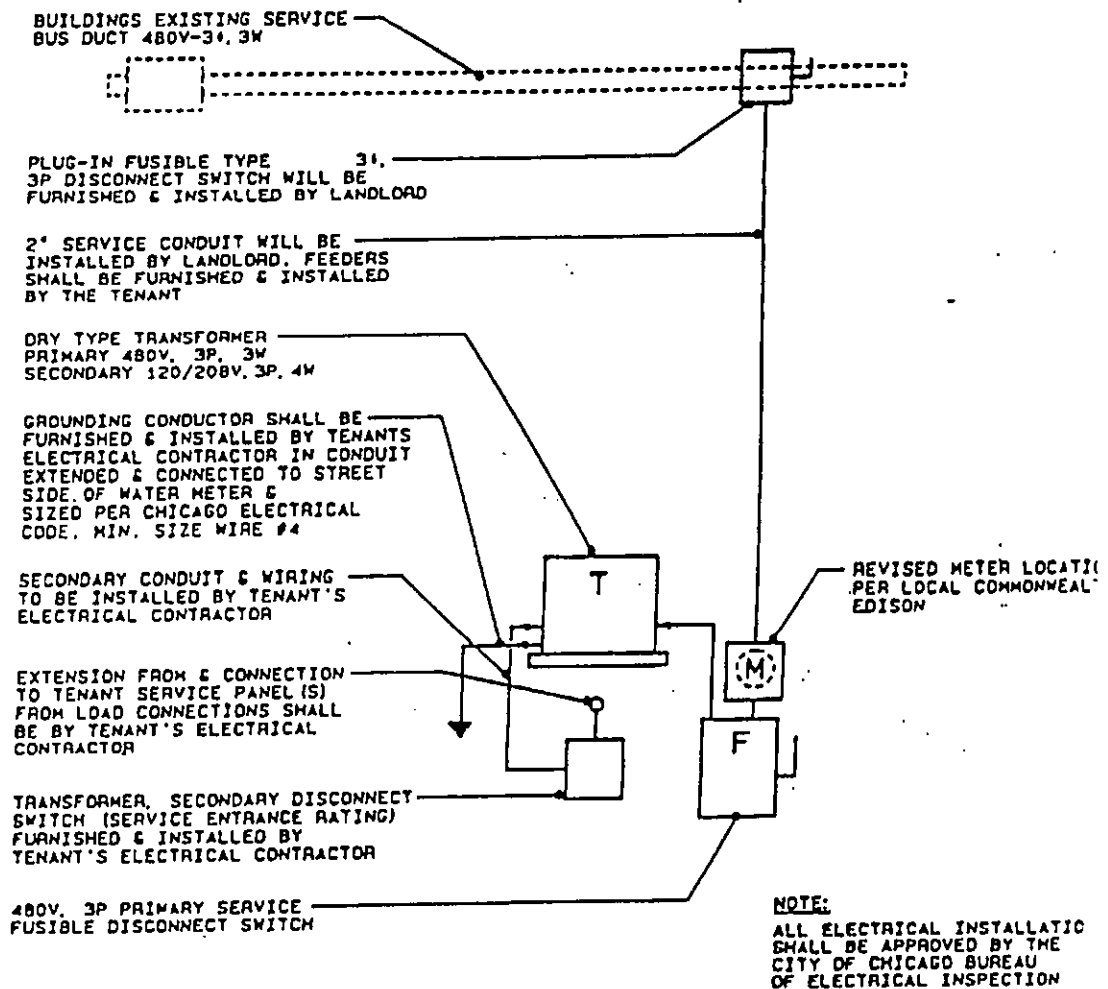 BUILDINGS EXISTING SERVICE
BUS DUCT 480V-3ϕ, 3W
PLUG-IN FUSIBLE TYPE 3ϕ,
3P DISCONNECT SWITCH WILL BE
FURNISHED & INSTALLED BY LANDLORD
2" SERVICE CONDUIT WILL BE
INSTALLED BY LANDLORD. FEEDERS
SHALL BE FURNISHED & INSTALLED
BY THE TENANT
DRY TYPE TRANSFORMER
PRIMARY 480V, 3P, 3W
SECONDARY 120/208V, 3P, 4W
GROUNDING CONDUCTOR SHALL BE
FURNISHED & INSTALLED BY TENANTS
ELECTRICAL CONTRACTOR IN CONDUIT
EXTENDED & CONNECTED TO STREET
SIDE OF WATER METER &
SIZED PER CHICAGO ELECTRICAL
CODE. MIN. SIZE WIRE #4
T
SECONDARY CONDUIT & WIRING
TO BE INSTALLED BY TENANT'S
ELECTRICAL CONTRACTOR
REVISED METER LOCATIO
PER LOCAL COMMONWEAL
EDISON
M
EXTENSION FROM & CONNECTION
TO TENANT SERVICE PANEL(S)
FROM LOAD CONNECTIONS SHALL
BE BY TENANT'S ELECTRICAL
CONTRACTOR
F
TRANSFORMER, SECONDARY DISCONNECT
SWITCH (SERVICE ENTRANCE RATING)
FURNISHED & INSTALLED BY
TENANT'S ELECTRICAL CONTRACTOR
480V, 3P PRIMARY SERVICE
FUSIBLE DISCONNECT SWITCH
NOTE:
ALL ELECTRICAL INSTALLATIO
SHALL BE APPROVED BY THE
CITY OF CHICAGO BUREAU
OF ELECTRICAL INSPECTION